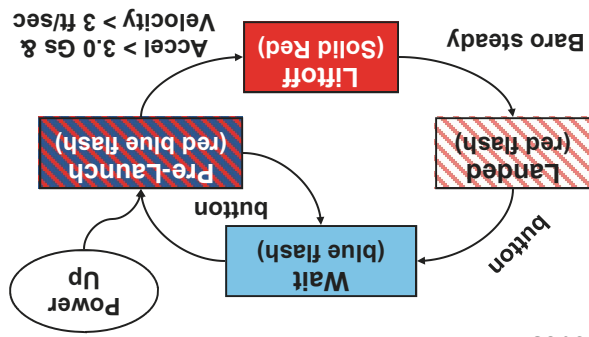 Power
Up
Wait
(blue flash)
button
button
Pre-Launch
(red blue flash)
Landed
(red flash)
Liftoff
(Solid Red)
Baro steady
Accel > 3.0 Gs &
Velocity > 3 ft/sec